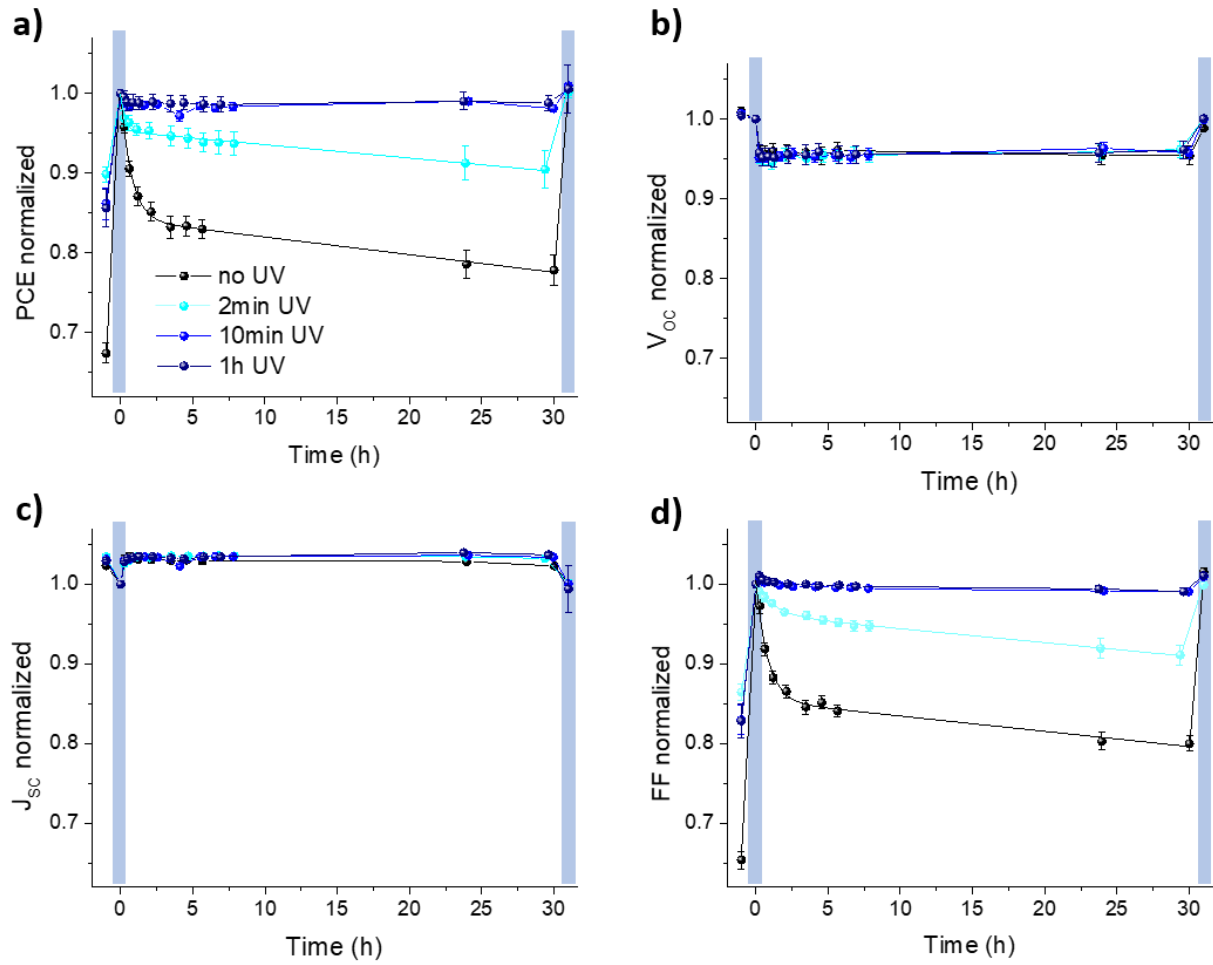 a)
PCE normalized
1.0
0.9
0.8
0.7
no UV
2min UV
10min UV
1h UV
0 5 10 15 20 25 30
Time (h)
b)
V_OC normalized
1.0
0.9
0.8
0.7
0 5 10 15 20 25 30
Time (h)
c)
J_SC normalized
1.0
0.9
0.8
0.7
0 5 10 15 20 25 30
Time (h)
d)
FF normalized
1.0
0.9
0.8
0.7
0 5 10 15 20 25 30
Time (h)